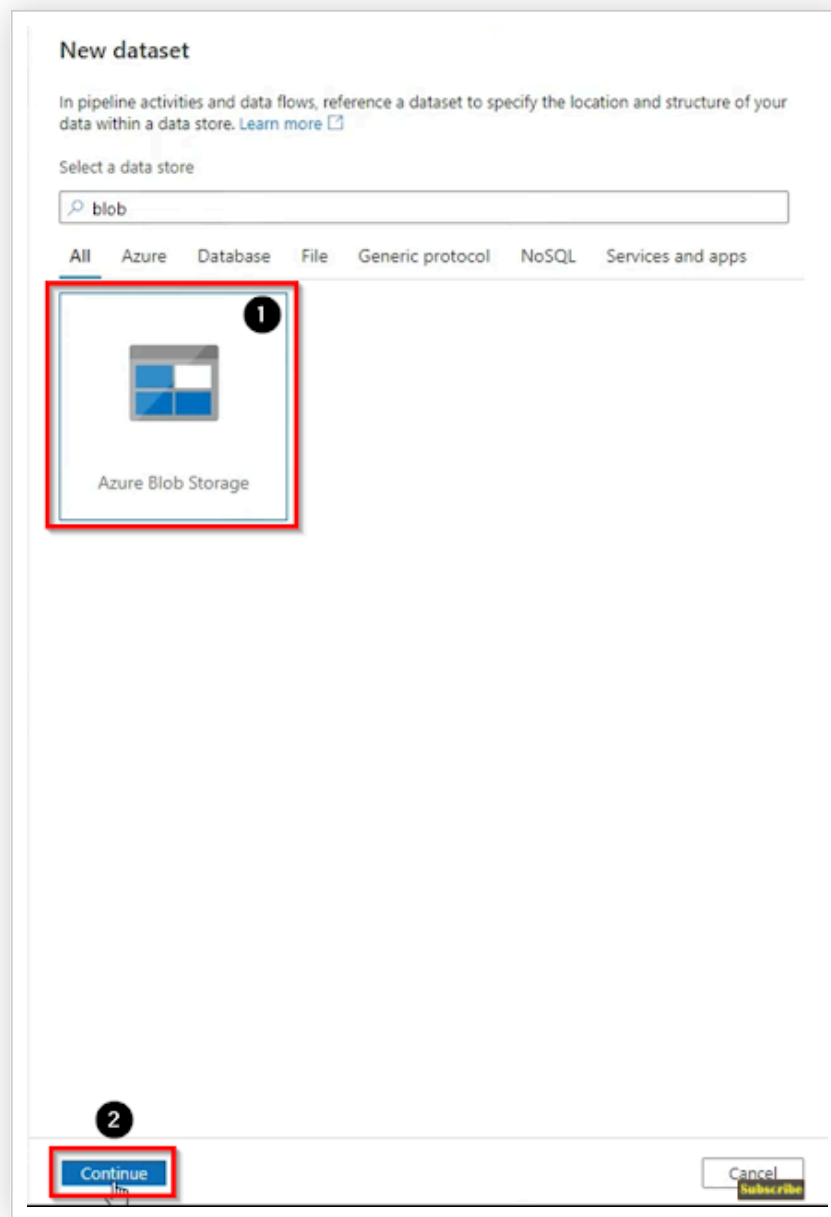 New dataset
In pipeline activities and data flows, reference a dataset to specify the location and structure of your
data within a data store. Learn more
Select a data store
blob
All Azure Database File Generic protocol NoSQL Services and apps
1
Azure Blob Storage
2
Continue Cancel
Subscribe